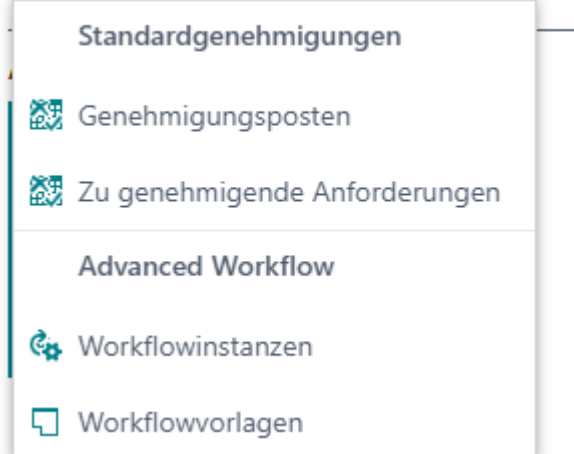 Standardgenehmigungen
Genehmigungsposten
Zu genehmigende Anforderungen
Advanced Workflow
Workflowinstanzen
Workflowvorlagen